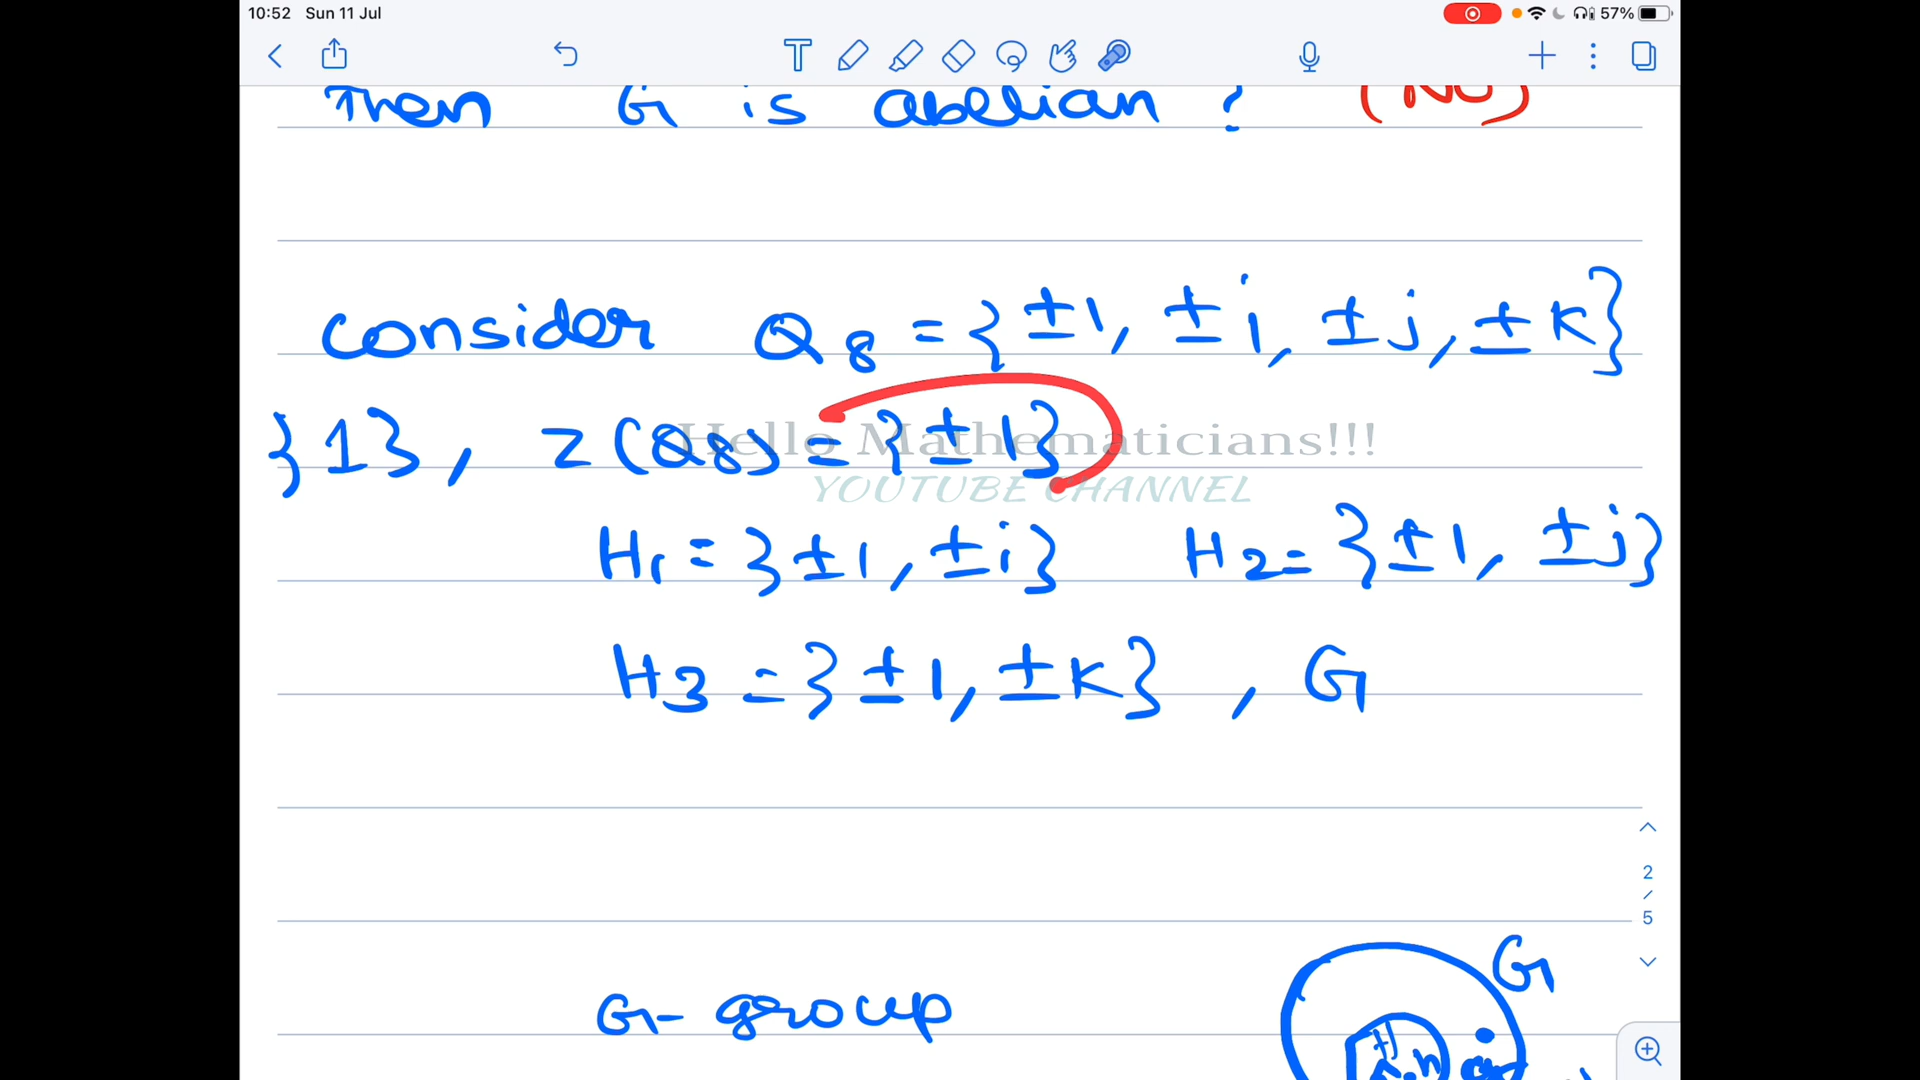 10:52 Sun 11 Jul 57%
Then G is abelian ? (No)
consider Q8 = {±1, ±i, ±j, ±k}
{1}, Z(Q8) = {±1}
Hello Mathematicians!!!
YOUTUBE CHANNEL
H1 = {±1, ±i} H2 = {±1, ±j}
H3 = {±1, ±k}, G
2
/
5
G
G- group